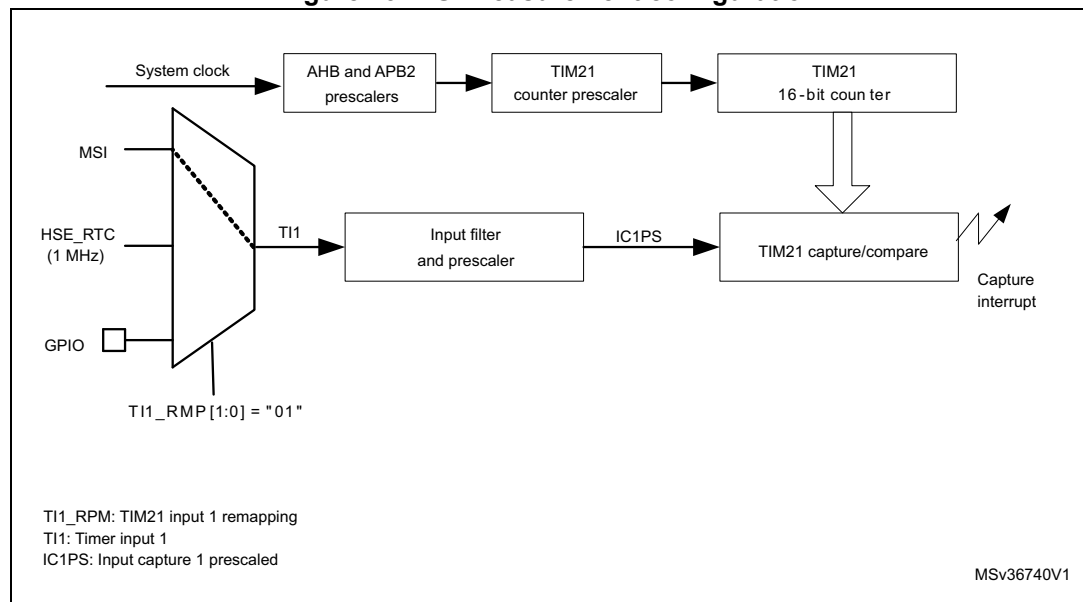 System clock
AHB and APB2
prescalers
TIM21
counter prescaler
TIM21
16-bit coun ter
MSI
HSE_RTC
(1 MHz)
GPIO
TI1
Input filter
and prescaler
IC1PS
TIM21 capture/compare
Capture
interrupt
TI1_RMP[1:0] = "01"
TI1_RPM: TIM21 input 1 remapping
TI1: Timer input 1
IC1PS: Input capture 1 prescaled
MSv36740V1